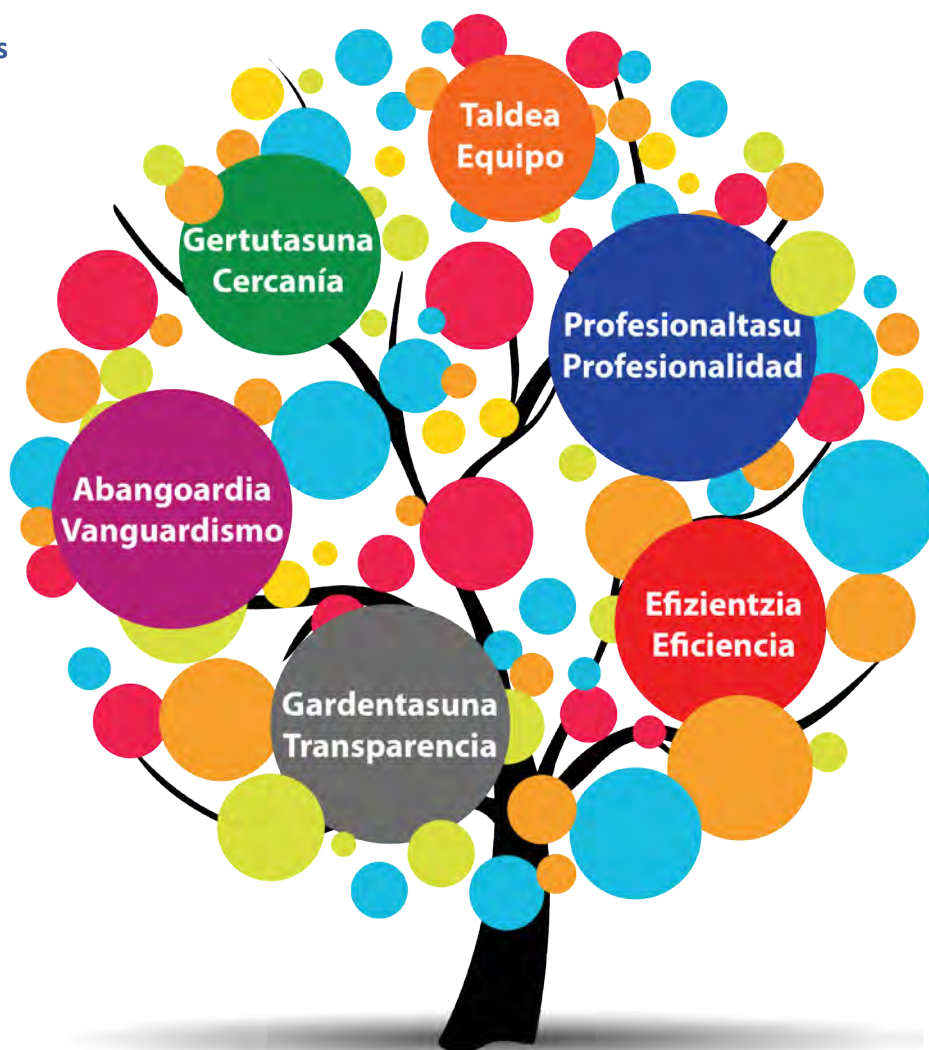 s
Taldea
Equipo
Gertutasuna
Cercanía
Profesionaltasu
Profesionalidad
Abangoardia
Vanguardismo
Efizientzia
Eficiencia
Gardentasuna
Transparencia